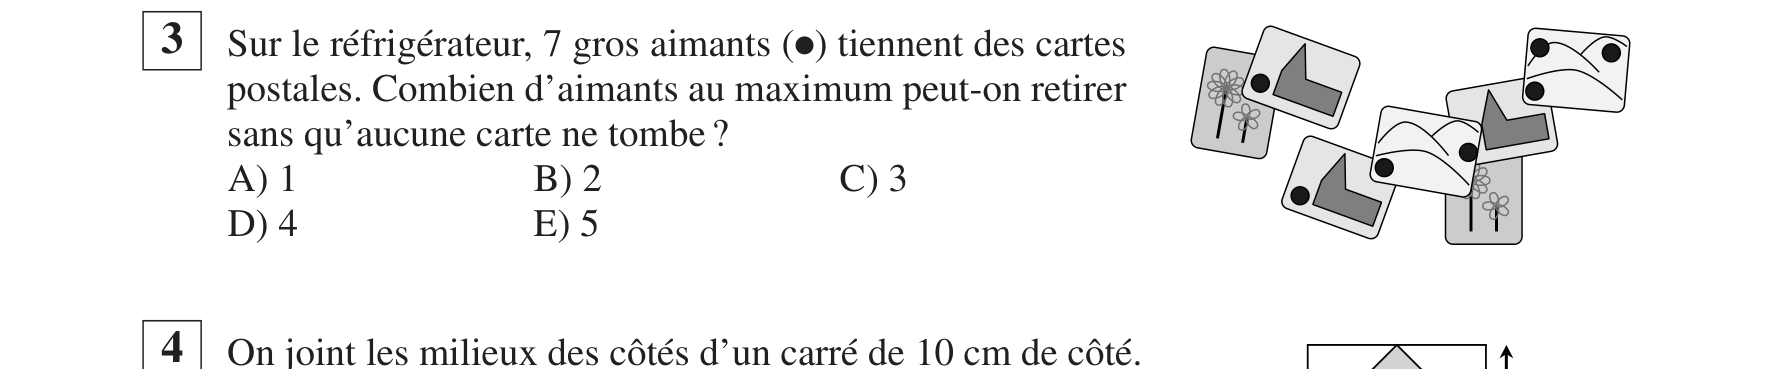 3 Sur le réfrigérateur, 7 gros aimants (●) tiennent des cartes
postales. Combien d’aimants au maximum peut-on retirer
sans qu’aucune carte ne tombe ?
A) 1 B) 2 C) 3
D) 4 E) 5
4 On joint les milieux des côtés d’un carré de 10 cm de côté.